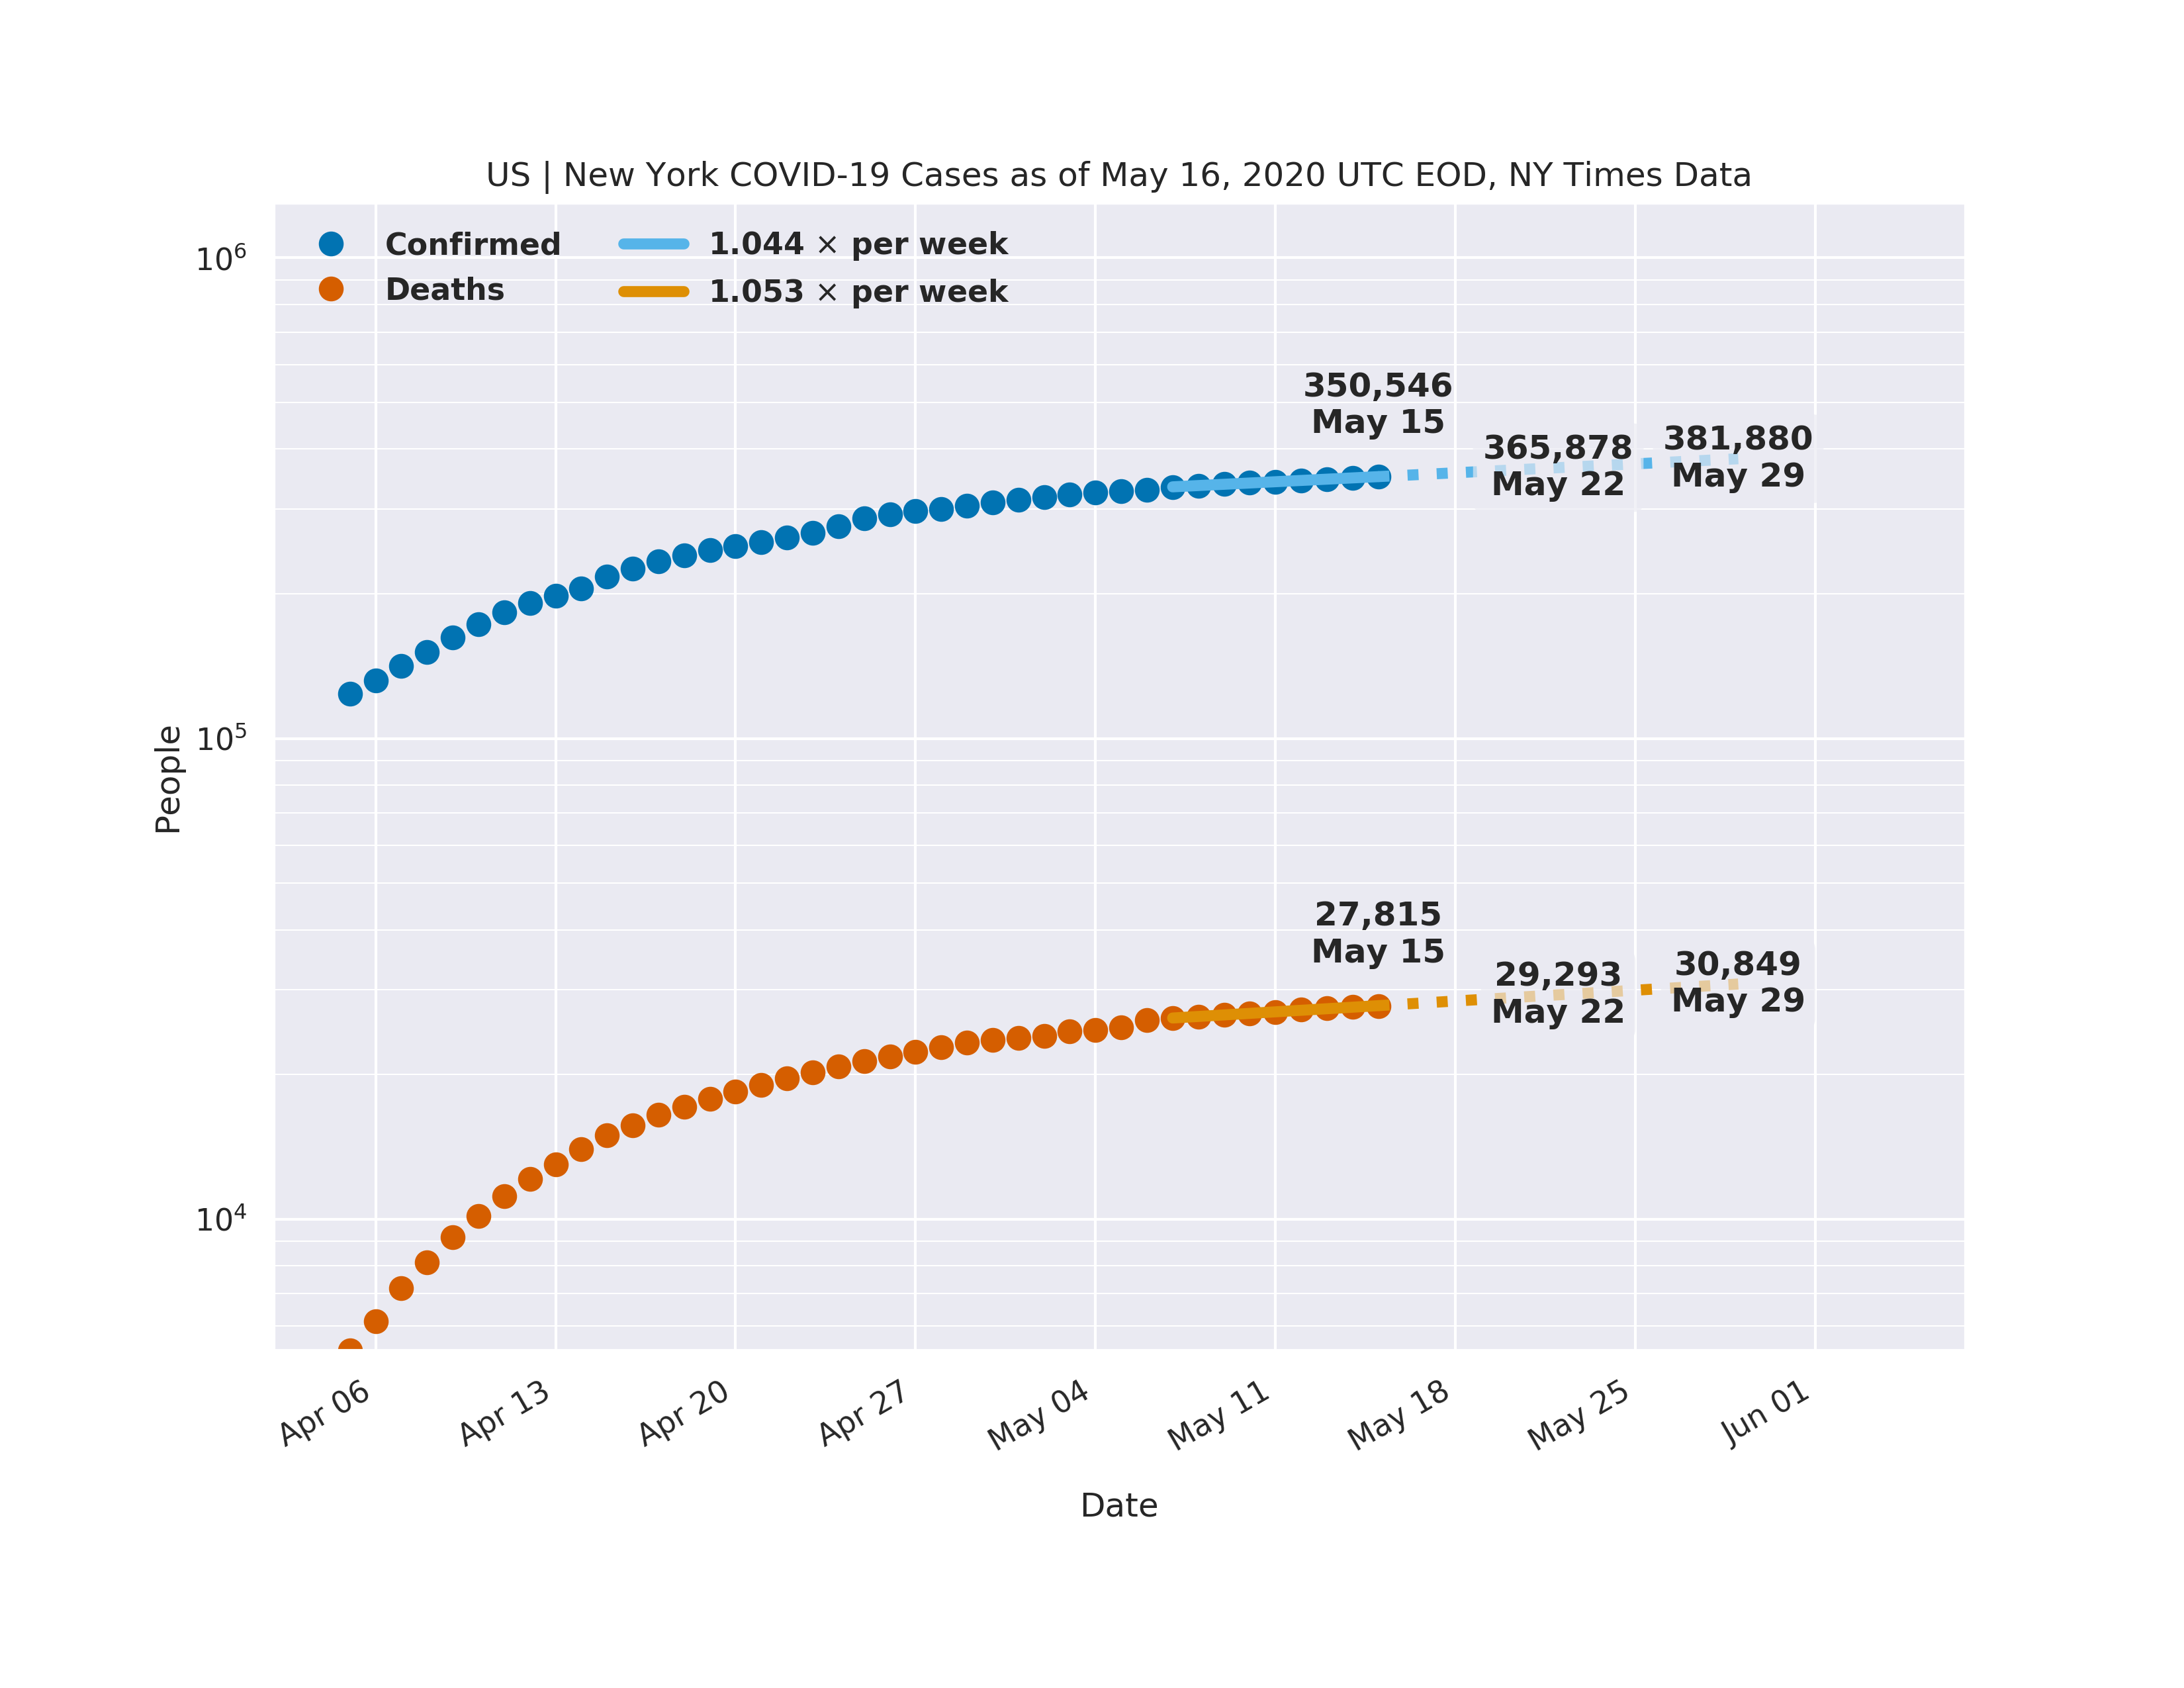 US | New York COVID-19 Cases as of May 16, 2020 UTC EOD, NY Times Data
Confirmed
Deaths
1.044 × per week
1.053 × per week
10⁶
10⁵
10⁴
People
350,546
May 15
365,878
May 22
381,880
May 29
27,815
May 15
29,293
May 22
30,849
May 29
Apr 06
Apr 13
Apr 20
Apr 27
May 04
May 11
May 18
May 25
Jun 01
Date